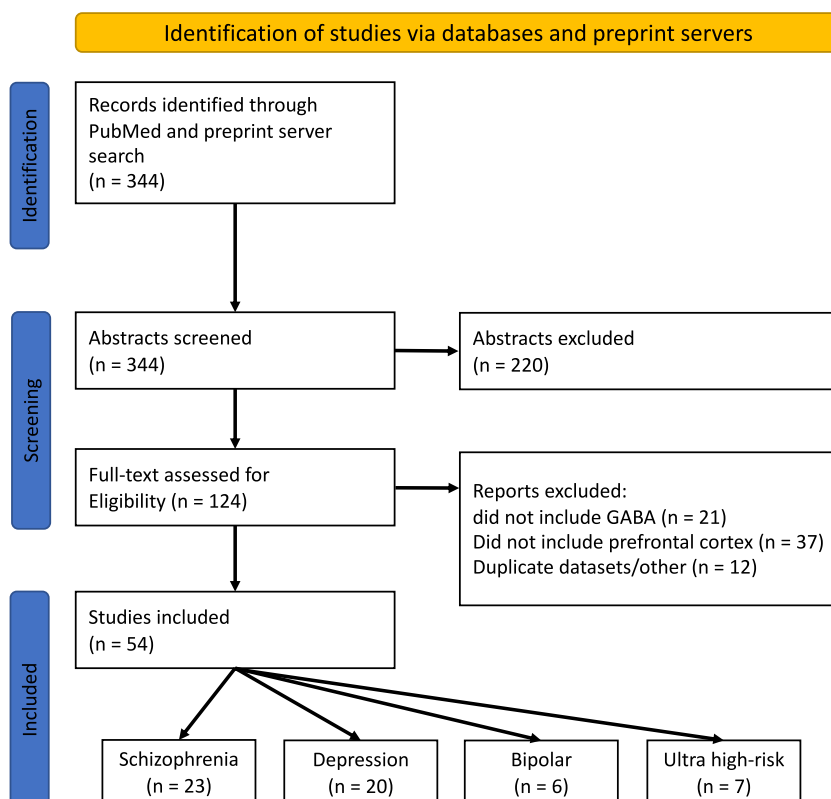 Identification of studies via databases and preprint servers
Identification
Records identified through
PubMed and preprint server
search
(n = 344)
Screening
Abstracts screened
(n = 344)
Abstracts excluded
(n = 220)
Full-text assessed for
Eligibility (n = 124)
Reports excluded:
did not include GABA (n = 21)
Did not include prefrontal cortex (n = 37)
Duplicate datasets/other (n = 12)
Included
Studies included
(n = 54)
Schizophrenia
(n = 23)
Depression
(n = 20)
Bipolar
(n = 6)
Ultra high-risk
(n = 7)